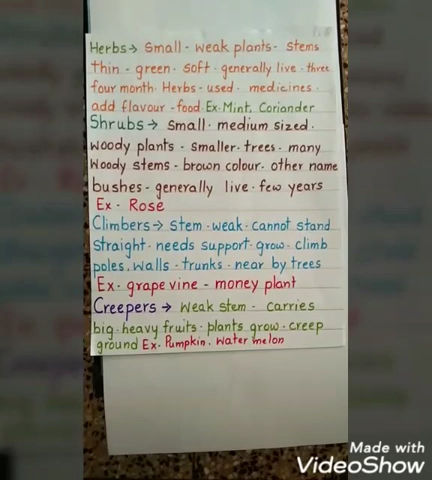 Herbs → Small - weak plants - stems
thin - green - soft - generally live - three
four month. Herbs - used - medicines -
add flavour - food Ex. Mint, Coriander
Shrubs → small - medium sized -
woody plants - smaller - trees - many
woody stems - brown colour - other name
bushes - generally live - few years
Ex - Rose
Climbers → stem - weak - cannot stand
straight - needs support - grow - climb
poles, walls - trunks - near by trees
Ex - grapevine - money plant
Creepers → weak stem - carries
big - heavy fruits - plants grow - creep
ground Ex. Pumpkin, water melon
Made with
VideoShow